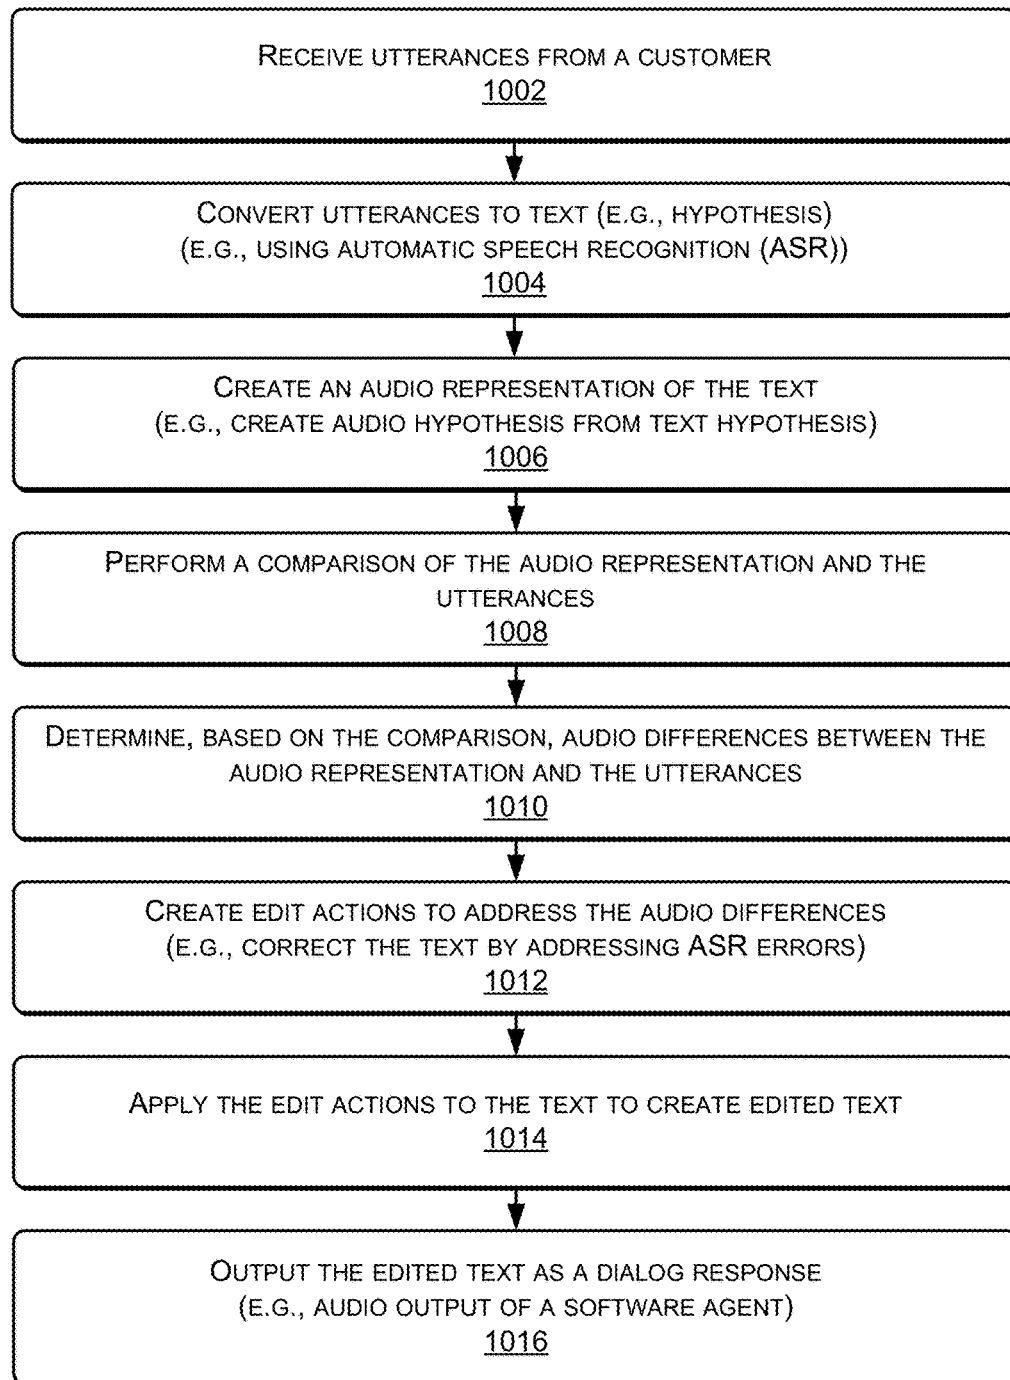 RECEIVE UTTERANCES FROM A CUSTOMER
1002
CONVERT UTTERANCES TO TEXT (E.G., HYPOTHESIS)
(E.G., USING AUTOMATIC SPEECH RECOGNITION (ASR))
1004
CREATE AN AUDIO REPRESENTATION OF THE TEXT
(E.G., CREATE AUDIO HYPOTHESIS FROM TEXT HYPOTHESIS)
1006
PERFORM A COMPARISON OF THE AUDIO REPRESENTATION AND THE
UTTERANCES
1008
DETERMINE, BASED ON THE COMPARISON, AUDIO DIFFERENCES BETWEEN THE
AUDIO REPRESENTATION AND THE UTTERANCES
1010
CREATE EDIT ACTIONS TO ADDRESS THE AUDIO DIFFERENCES
(E.G., CORRECT THE TEXT BY ADDRESSING ASR ERRORS)
1012
APPLY THE EDIT ACTIONS TO THE TEXT TO CREATE EDITED TEXT
1014
OUTPUT THE EDITED TEXT AS A DIALOG RESPONSE
(E.G., AUDIO OUTPUT OF A SOFTWARE AGENT)
1016